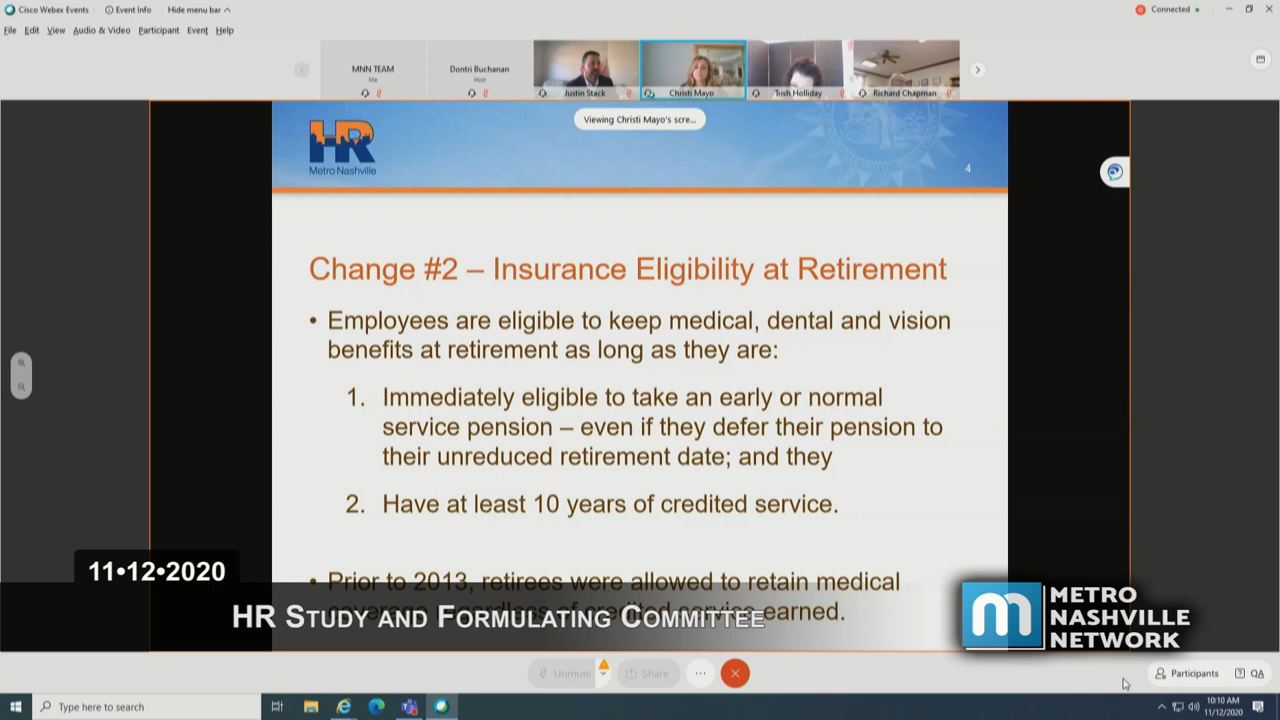 Cisco Webex Events
Event Info
Hide menu bar
Connected
File Edit View Audio & Video Participant Event Help
MNN TEAM
Me
Dontri Buchanan
Host
Justin Stack
Christi Mayo
Trish Holliday
Richard Chapman
Viewing Christi Mayo's scre...
HR
Metro Nashville
4
Change #2 – Insurance Eligibility at Retirement
• Employees are eligible to keep medical, dental and vision
benefits at retirement as long as they are:
1. Immediately eligible to take an early or normal
service pension – even if they defer their pension to
their unreduced retirement date; and they
2. Have at least 10 years of credited service.
• Prior to 2013, retirees were allowed to retain medical
of credited service earned.
11•12•2020
HR STUDY AND FORMULATING COMMITTEE
m
METRO
NASHVILLE
NETWORK
Unmute
Share
Participants
Q&A
Type here to search
10:10 AM
11/12/2020